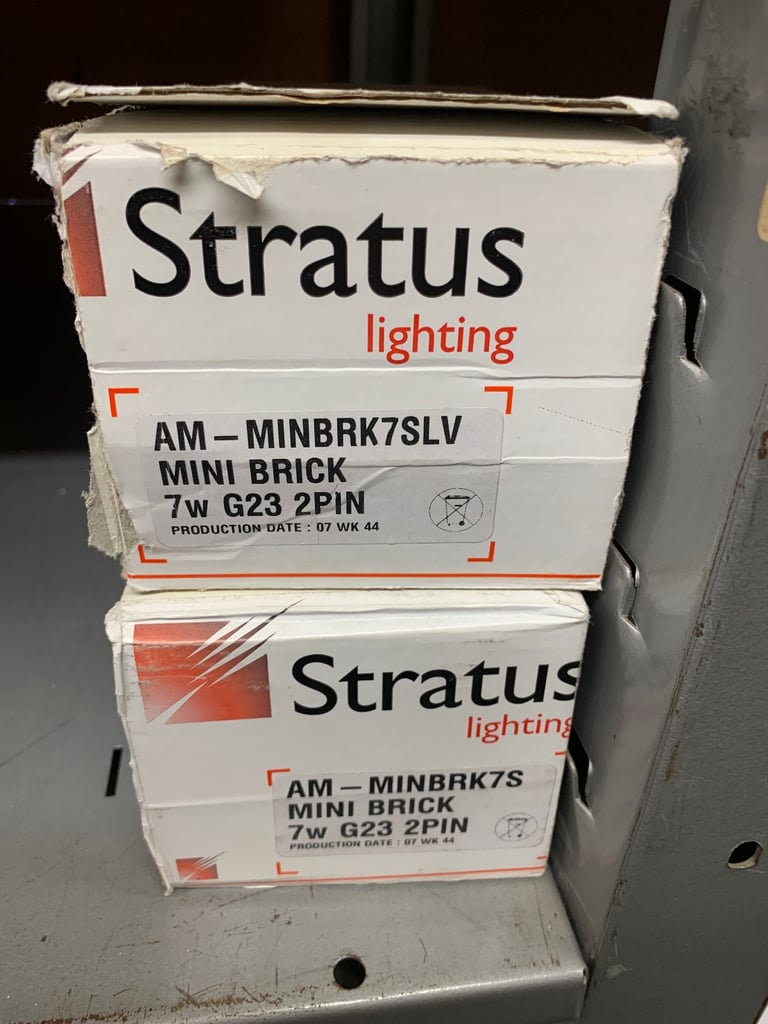 Stratus
lighting
AM – MINBRK7SLV
MINI BRICK
7w G23 2PIN
PRODUCTION DATE : 07 WK 44
Stratus
lighting
AM – MINBRK7S
MINI BRICK
7w G23 2PIN
PRODUCTION DATE : 07 WK 44